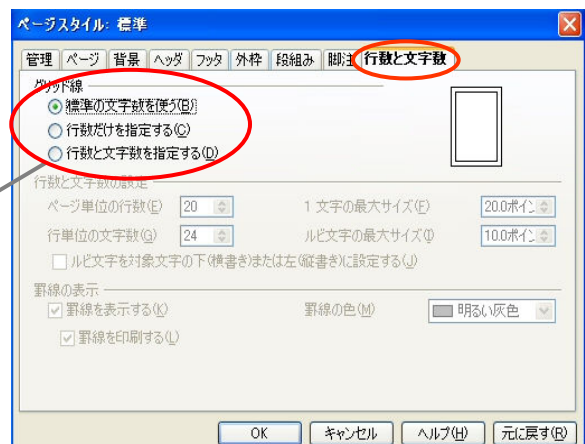 ページスタイル: 標準
管理 ページ 背景 ヘッダ フッタ 外枠 段組み 脚注 行数と文字数
グリッド線
標準の文字数を使う(B)
行数だけを指定する(C)
行数と文字数を指定する(D)
行数と文字数の設定
ページ単位の行数(E) 20 1 文字の最大サイズ(F) 20.0ポイン
行単位の文字数(G) 24 ルビ文字の最大サイズ(I) 10.0ポイン
ルビ文字を対象文字の下(横書き)または左(縦書き)に設定する(J)
罫線の表示
罫線を表示する(K) 罫線の色(M) 明るい灰色
罫線を印刷する(L)
OK キャンセル ヘルプ(H) 元に戻す(R)